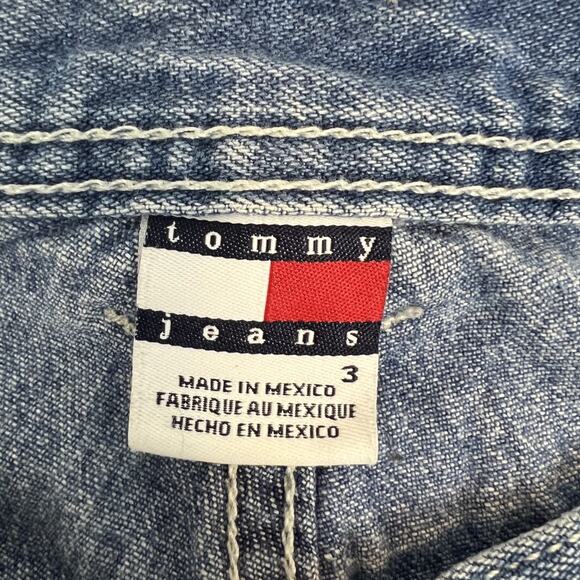 tommy
jeans
3
MADE IN MEXICO
FABRIQUE AU MEXIQUE
HECHO EN MEXICO